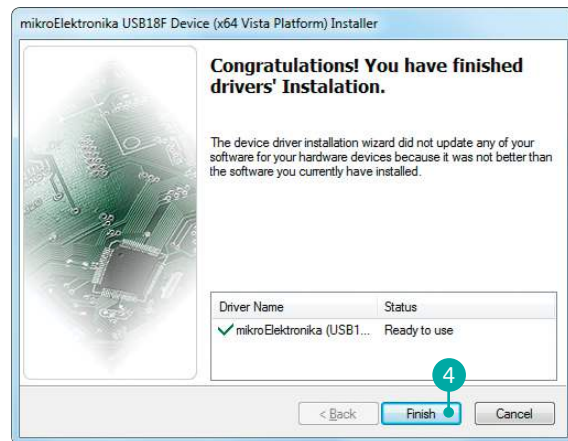 mikroElektronika USB18F Device (x64 Vista Platform) Installer
Congratulations! You have finished
drivers' Instalation.
The device driver installation wizard did not update any of your
software for your hardware devices because it was not better than
the software you currently have installed.
Driver Name Status
mikroElektronika (USB1... Ready to use
4
< Back Finish Cancel